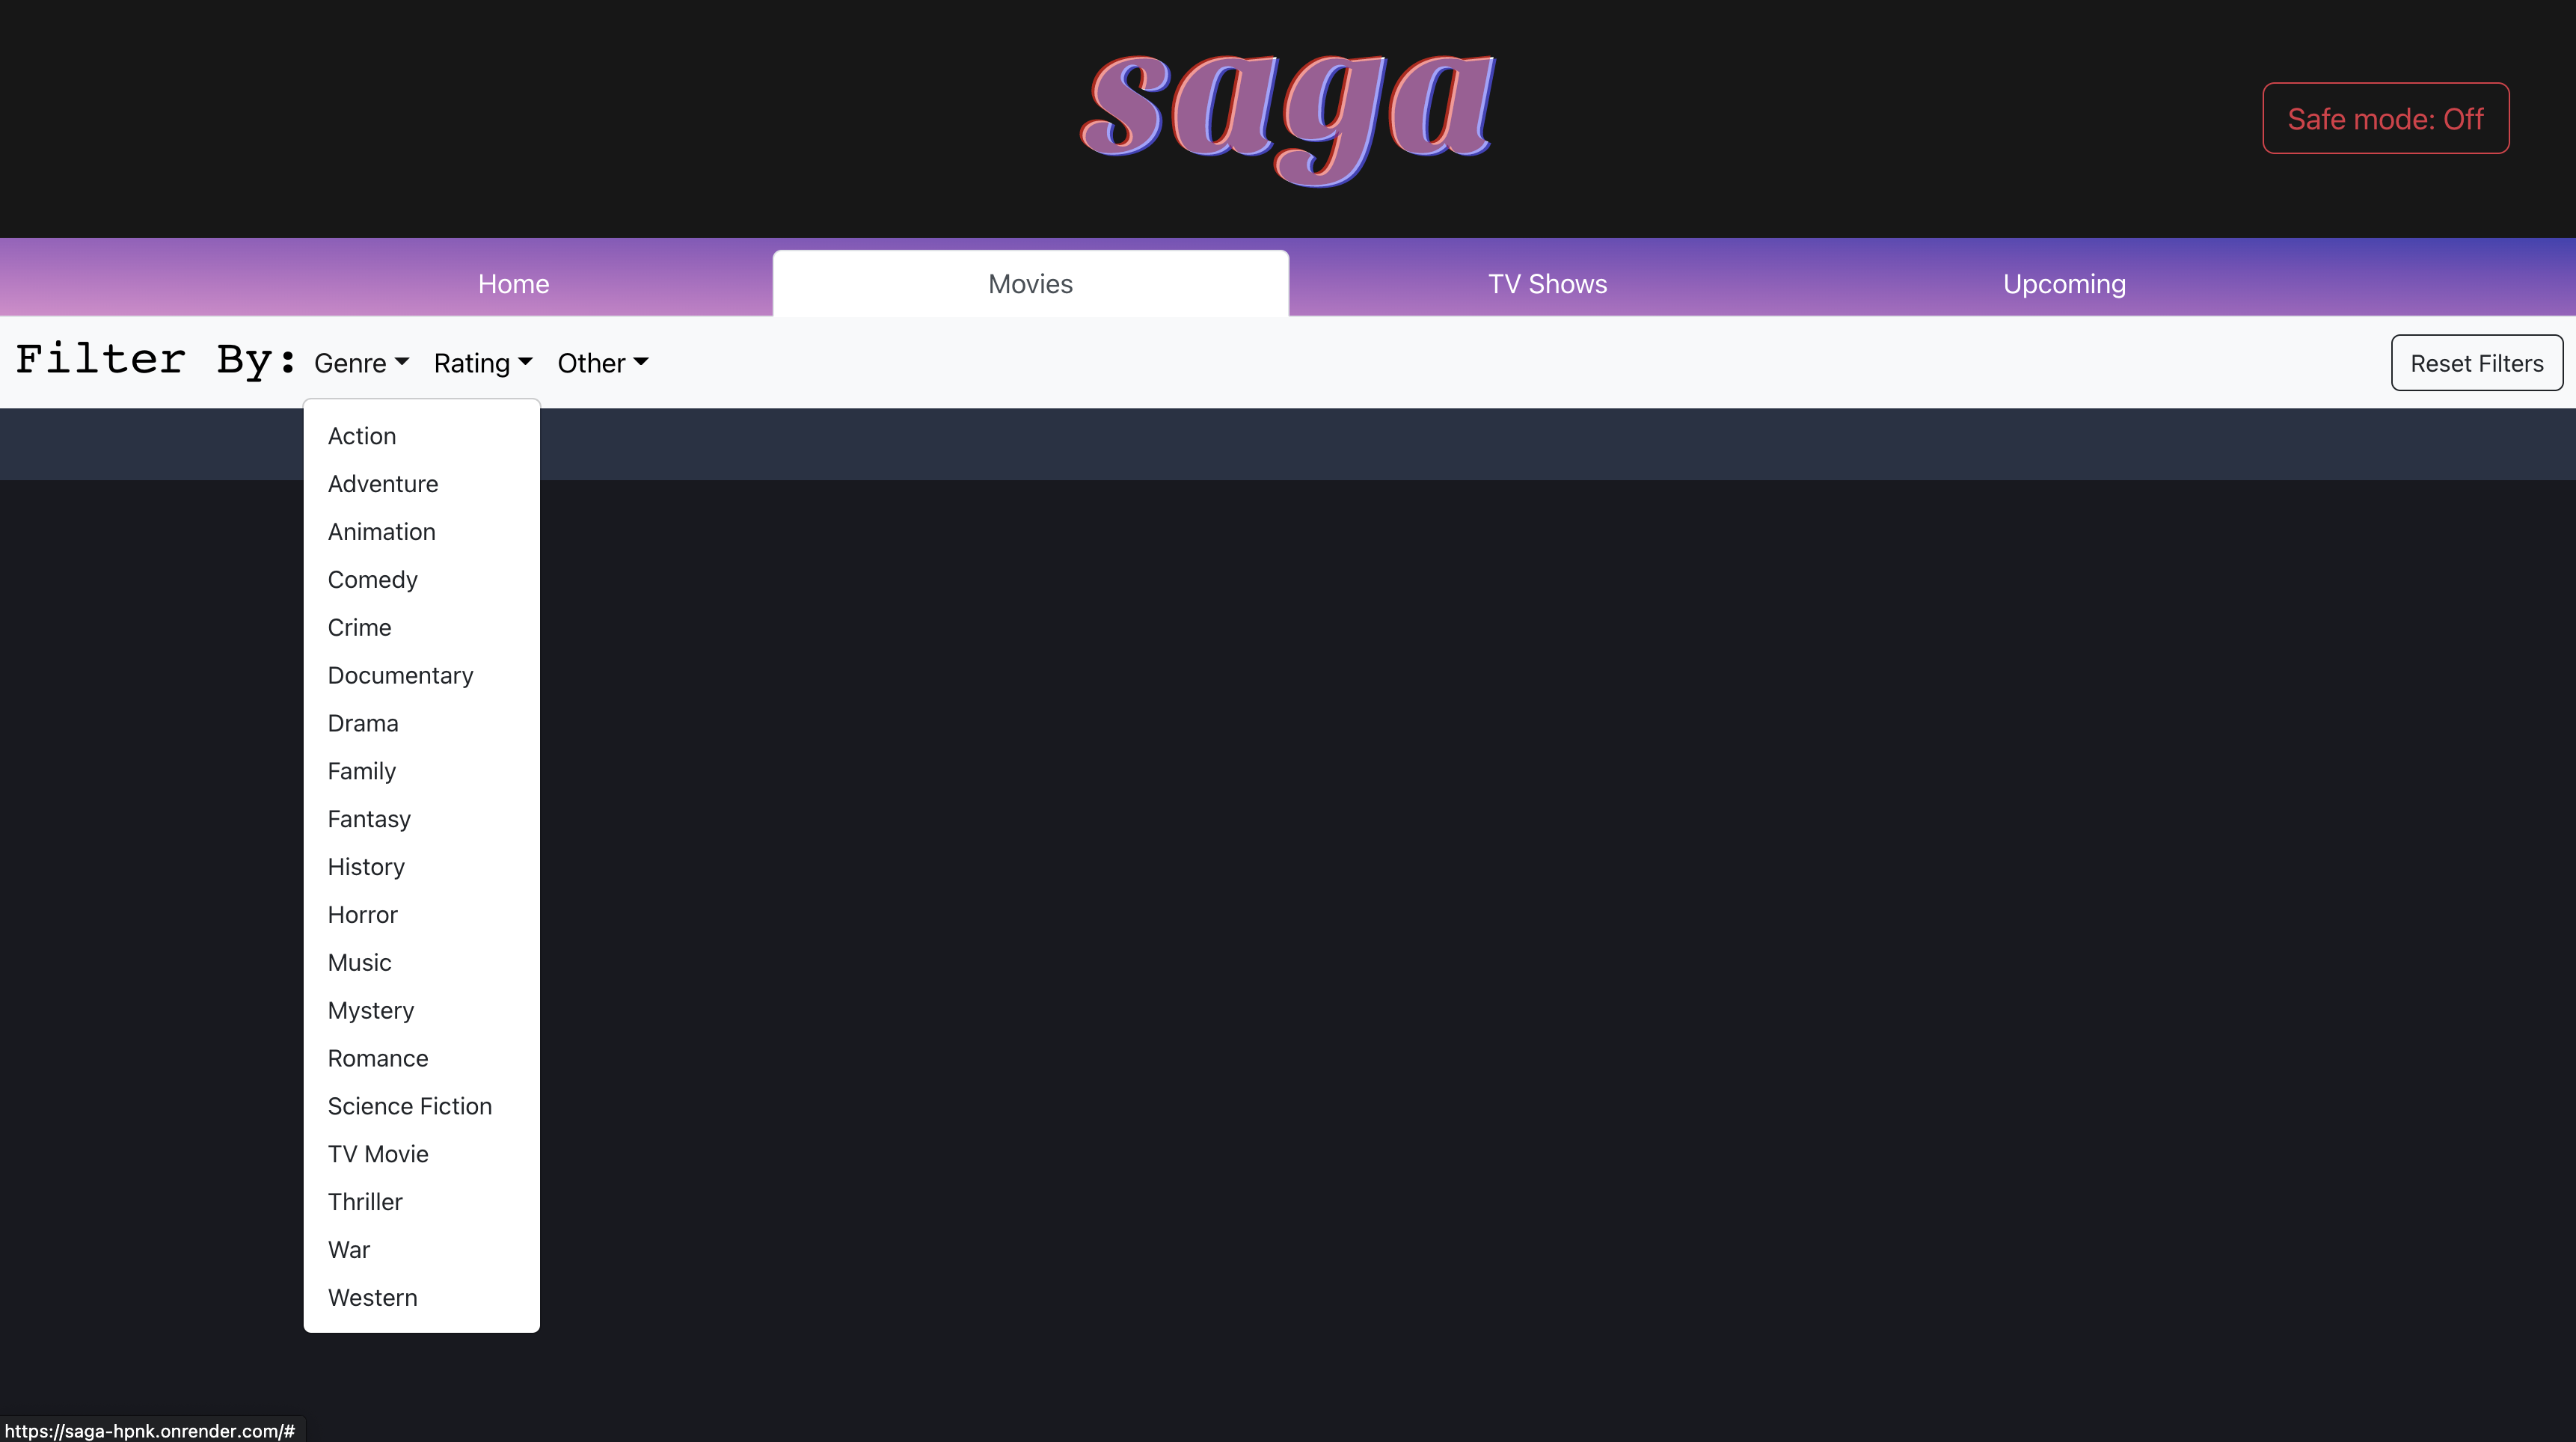 saga
Safe mode: Off
Home Movies TV Shows Upcoming
Filter By: Genre Rating Other Reset Filters
Action
Adventure
Animation
Comedy
Crime
Documentary
Drama
Family
Fantasy
History
Horror
Music
Mystery
Romance
Science Fiction
TV Movie
Thriller
War
Western
https://saga-hpnk.onrender.com/#